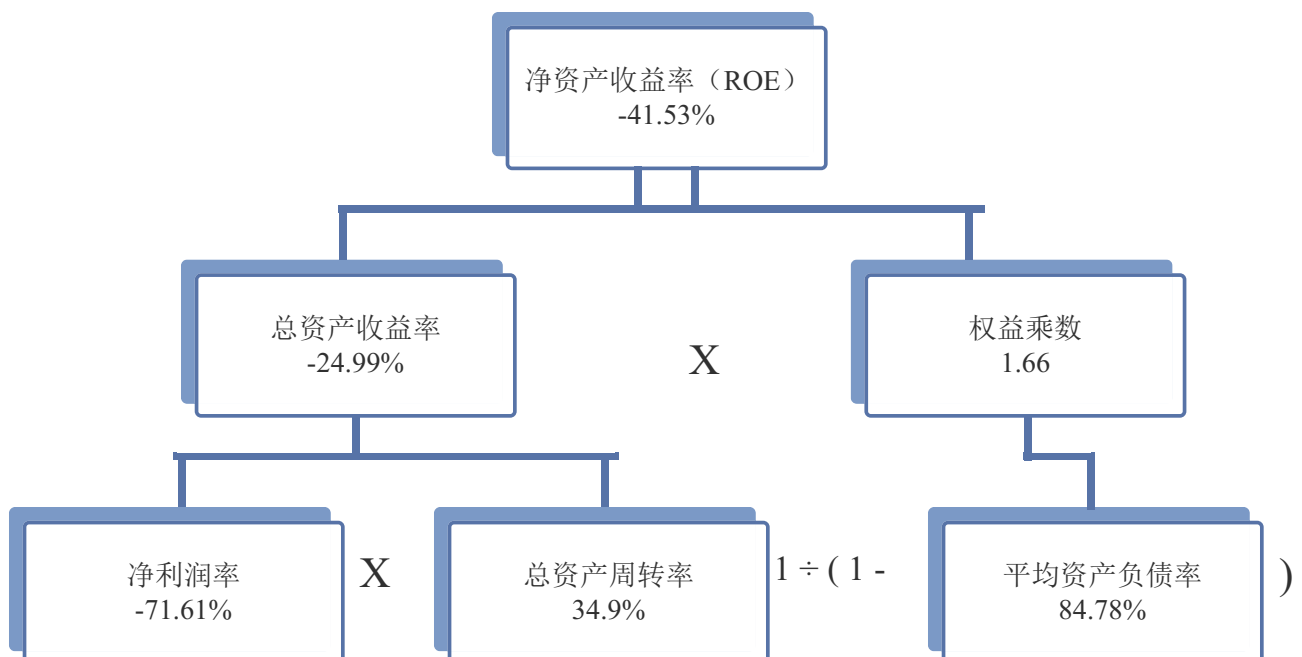 净资产收益率（ROE）
-41.53%
总资产收益率
-24.99%
X
权益乘数
1.66
净利润率
-71.61%
X
总资产周转率
34.9%
1 ÷ ( 1 -
平均资产负债率
84.78%
)